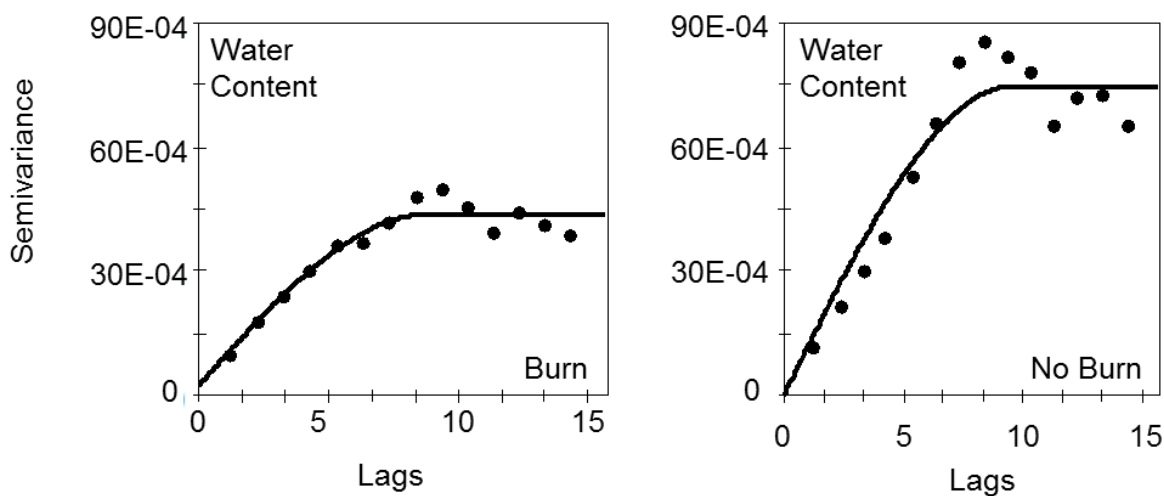 Semivariance
90E-04
60E-04
30E-04
0
Water
Content
Burn
0
5
10
15
Lags
90E-04
60E-04
30E-04
0
Water
Content
No Burn
0
5
10
15
Lags